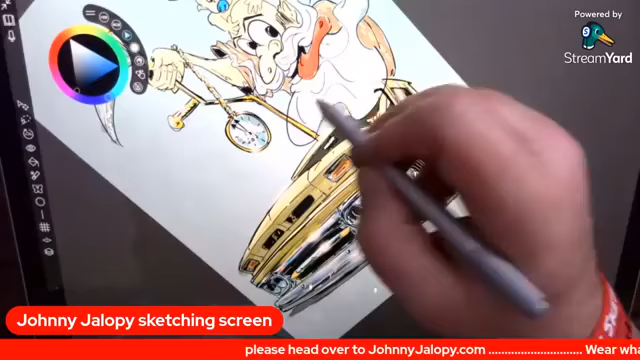 Powered by
StreamYard
Johnny Jalopy sketching screen
please head over to JohnnyJalopy.com ............................ Wear wha